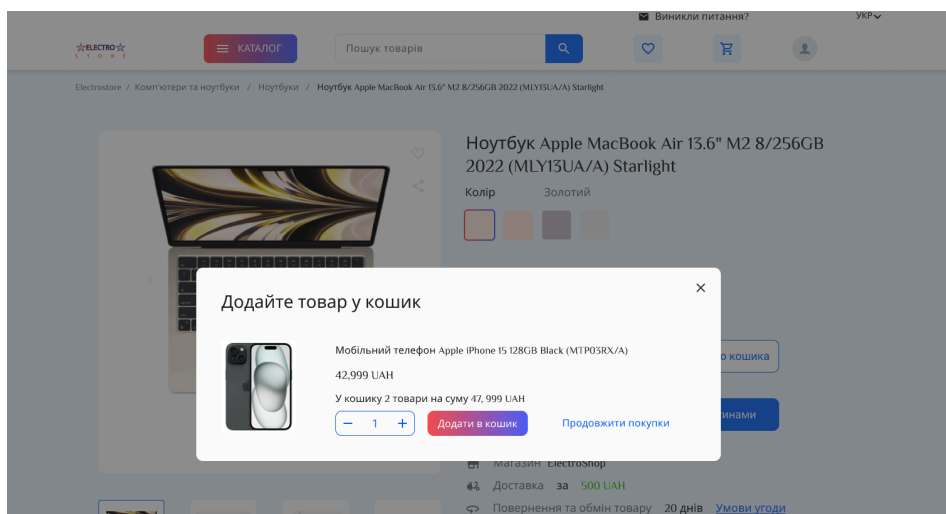 Виникли питання?
УКР
ELECTRO
STORE
КАТАЛОГ
Пошук товарів
Electrostore / Комп'ютери та ноутбуки / Ноутбуки / Ноутбук Apple MacBook Air 13.6" M2 8/256GB 2022 (MLY13UA/A) Starlight
Ноутбук Apple MacBook Air 13.6" M2 8/256GB
2022 (MLY13UA/A) Starlight
Колір Золотий
Додайте товар у кошик
Мобільний телефон Apple iPhone 15 128GB Black (MTP03RX/A)
42,999 UAH
У кошику 2 товари на суму 47, 999 UAH
1
Додати в кошик
Продовжити покупки
о кошика
инами
Магазин ElectroShop
Доставка за 500 UAH
Повернення та обмін товару 20 днів Умови угоди